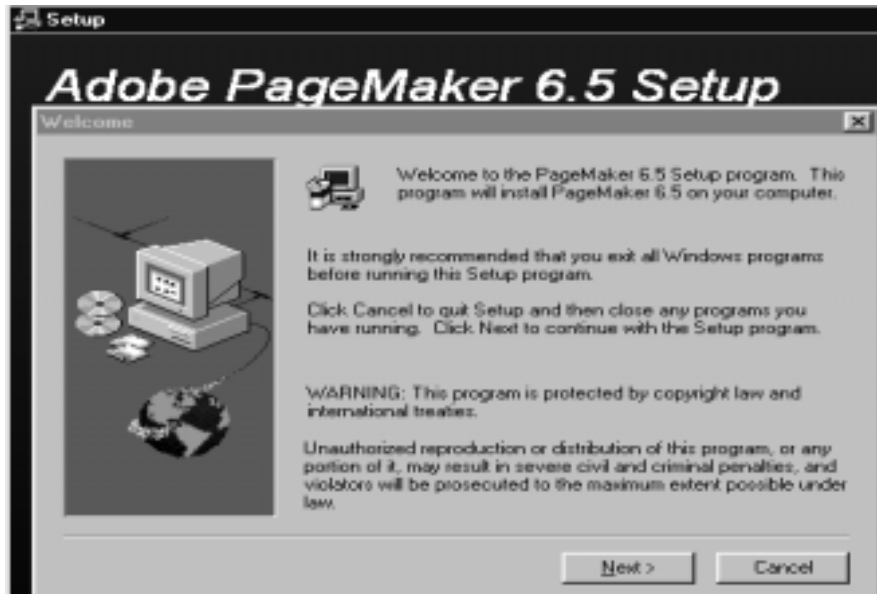 Setup
Adobe PageMaker 6.5 Setup
Welcome
Welcome to the PageMaker 6.5 Setup program. This
program will install PageMaker 6.5 on your computer.
It is strongly recommended that you exit all Windows programs
before running this Setup program.
Click Cancel to quit Setup and then close any programs you
have running. Click Next to continue with the Setup program.
WARNING: This program is protected by copyright law and
international treaties.
Unauthorized reproduction or distribution of this program, or any
portion of it, may result in severe civil and criminal penalties, and
violators will be prosecuted to the maximum extent possible under
law.
Next >
Cancel